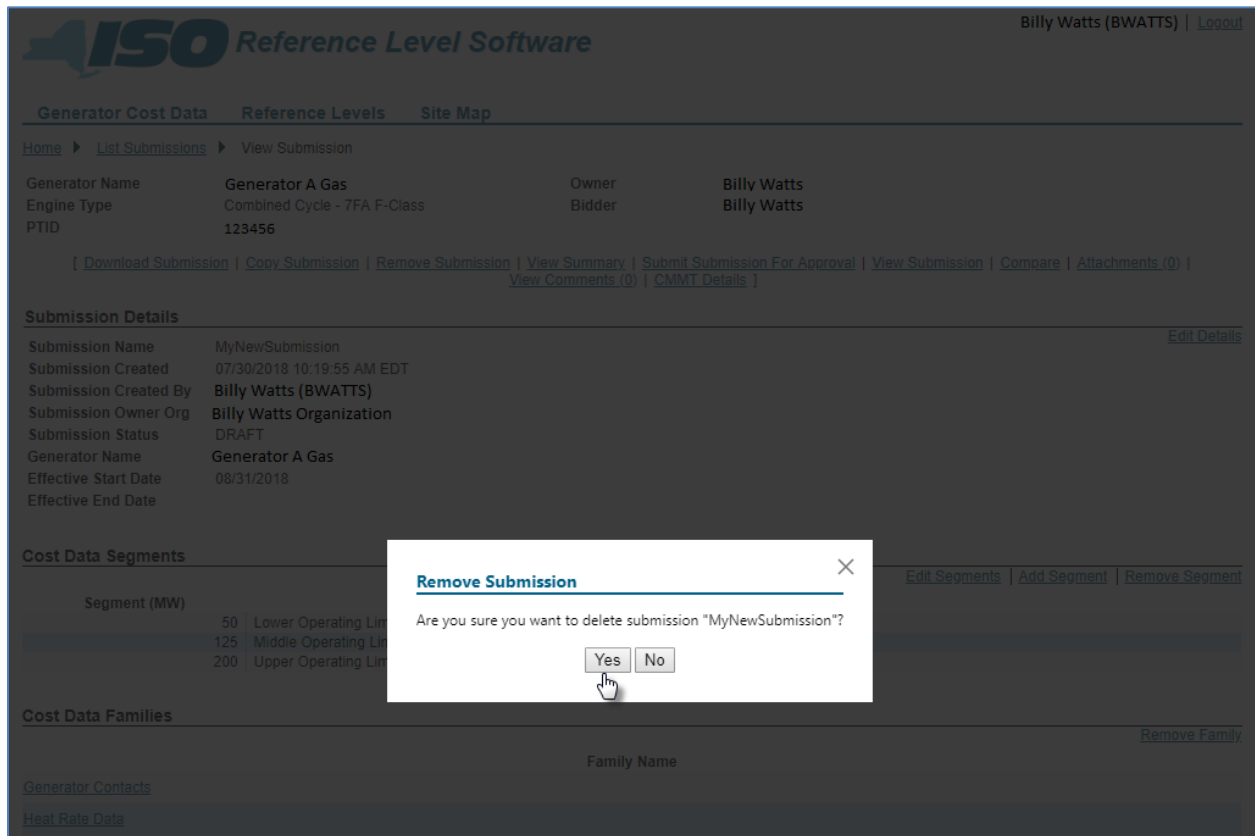 Billy Watts (BWATTS) | Logout
ISO Reference Level Software
Generator Cost Data Reference Levels Site Map
Home List Submissions View Submission
Generator Name Generator A Gas Owner Billy Watts
Engine Type Combined Cycle - 7FA F-Class Bidder Billy Watts
PTID 123456
[ Download Submission | Copy Submission | Remove Submission | View Summary | Submit Submission For Approval | View Submission | Compare | Attachments (0) |
View Comments (0) | CMMT Details ]
Submission Details
Edit Details
Submission Name MyNewSubmission
Submission Created 07/30/2018 10:19:55 AM EDT
Submission Created By Billy Watts (BWATTS)
Submission Owner Org Billy Watts Organization
Submission Status DRAFT
Generator Name Generator A Gas
Effective Start Date 08/31/2018
Effective End Date
Cost Data Segments
Edit Segments | Add Segment | Remove Segment
Segment (MW)
50 Lower Operating Lim
125 Middle Operating Lim
200 Upper Operating Lim
Remove Submission
Are you sure you want to delete submission "MyNewSubmission"?
Yes No
Cost Data Families
Remove Family
Family Name
Generator Contacts
Heat Rate Data